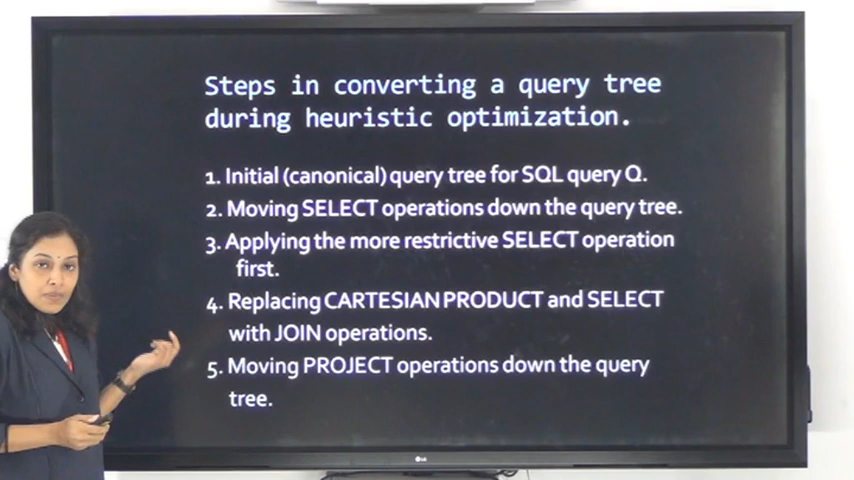 Steps in converting a query tree
during heuristic optimization.
1. Initial (canonical) query tree for SQL query Q.
2. Moving SELECT operations down the query tree.
3. Applying the more restrictive SELECT operation
first.
4. Replacing CARTESIAN PRODUCT and SELECT
with JOIN operations.
5. Moving PROJECT operations down the query
tree.
LG